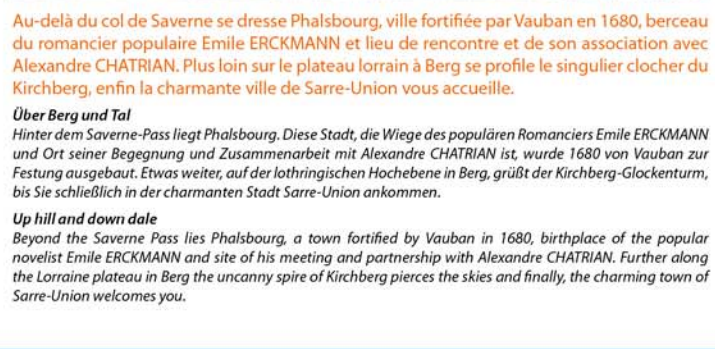 Au-delà du col de Saverne se dresse Phalsbourg, ville fortifiée par Vauban en 1680, berceau
du romancier populaire Emile ERCKMANN et lieu de rencontre et de son association avec
Alexandre CHATRIAN. Plus loin sur le plateau lorrain à Berg se profile le singulier clocher du
Kirchberg, enfin la charmante ville de Sarre-Union vous accueille.
Über Berg und Tal
Hinter dem Saverne-Pass liegt Phalsbourg. Diese Stadt, die Wiege des populären Romanciers Emile ERCKMANN
und Ort seiner Begegnung und Zusammenarbeit mit Alexandre CHATRIAN ist, wurde 1680 von Vauban zur
Festung ausgebaut. Etwas weiter, auf der lothringischen Hochebene in Berg, grüßt der Kirchberg-Glockenturm,
bis Sie schließlich in der charmanten Stadt Sarre-Union ankommen.
Up hill and down dale
Beyond the Saverne Pass lies Phalsbourg, a town fortified by Vauban in 1680, birthplace of the popular
novelist Emile ERCKMANN and site of his meeting and partnership with Alexandre CHATRIAN. Further along
the Lorraine plateau in Berg the uncanny spire of Kirchberg pierces the skies and finally, the charming town of
Sarre-Union welcomes you.